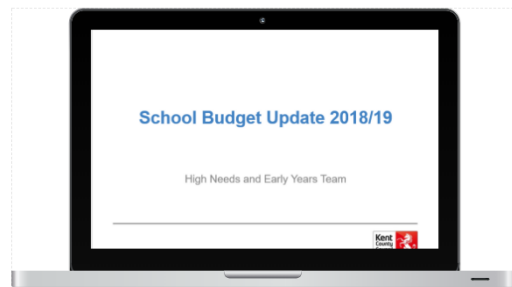 School Budget Update 2018/19
High Needs and Early Years Team
Kent
County